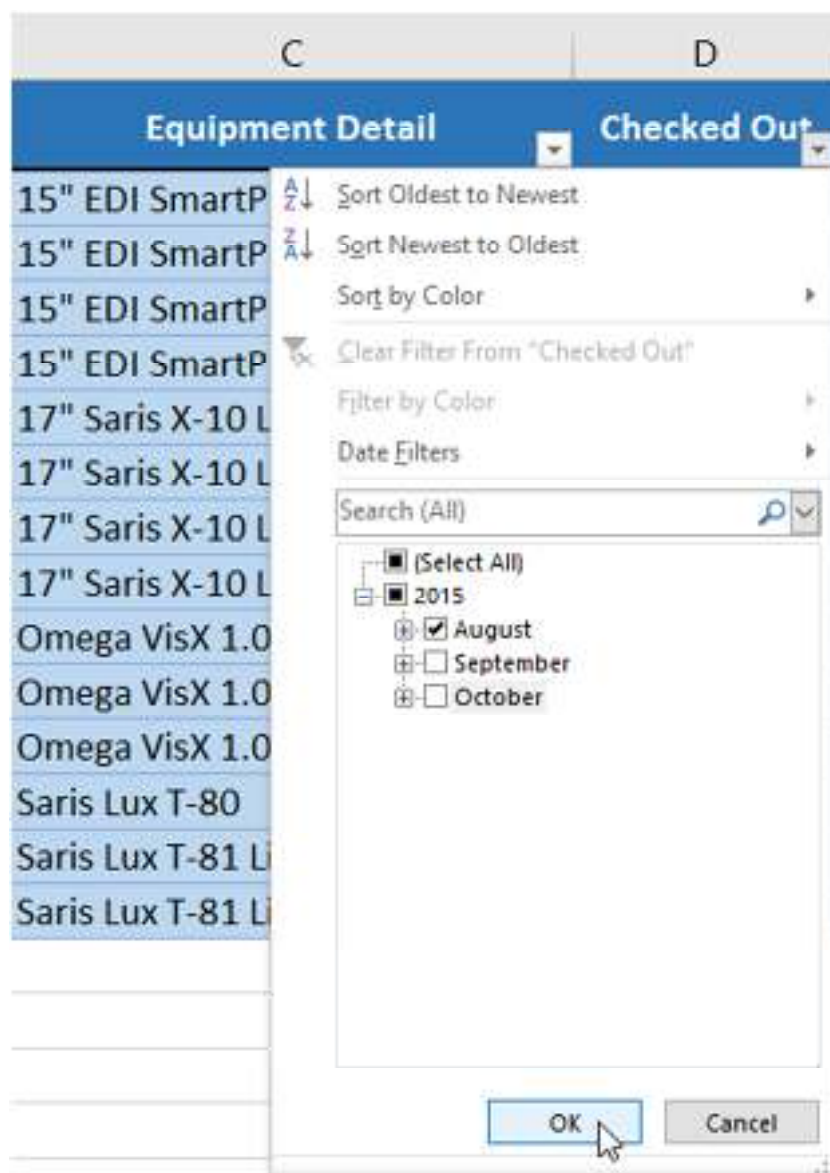 C D
Equipment Detail Checked Out
15" EDI SmartP
15" EDI SmartP
15" EDI SmartP
15" EDI SmartP
17" Saris X-10 L
17" Saris X-10 L
17" Saris X-10 L
17" Saris X-10 L
Omega VisX 1.0
Omega VisX 1.0
Omega VisX 1.0
Saris Lux T-80
Saris Lux T-81 Li
Saris Lux T-81 Li
Sort Oldest to Newest
Sort Newest to Oldest
Sort by Color
Clear Filter From "Checked Out"
Filter by Color
Date Filters
Search (All)
(Select All)
2015
August
September
October
OK Cancel